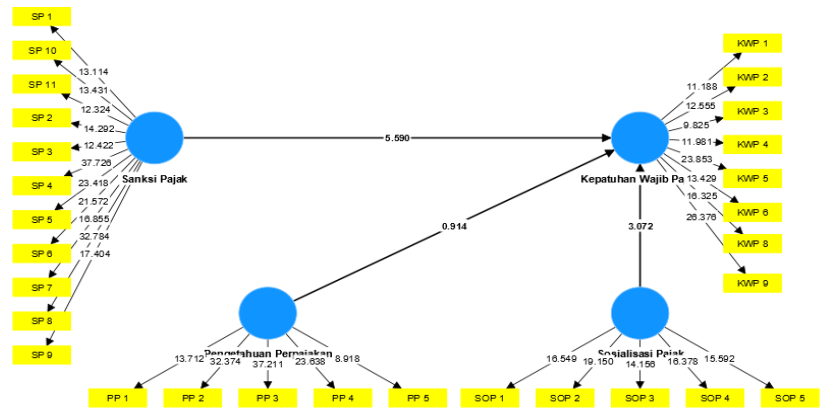 SP 1
SP 10
SP 11
SP 2
SP 3
SP 4
SP 5
SP 6
SP 7
SP 8
SP 9
13.114
13.431
12.324
14.292
12.422
37.726
23.418
21.572
16.855
32.784
17.404
Sanksi Pajak
5.590
0.914
3.072
Kepatuhan Wajib Pa
11.188
12.555
9.825
11.981
23.853
13.429
16.325
26.376
KWP 1
KWP 2
KWP 3
KWP 4
KWP 5
KWP 6
KWP 8
KWP 9
Pengetahuan Perpajakan
13.712
32.374
37.211
23.638
8.918
PP 1
PP 2
PP 3
PP 4
PP 5
Sosialisasi Pajak
16.549
19.150
14.156
16.378
15.592
SOP 1
SOP 2
SOP 3
SOP 4
SOP 5